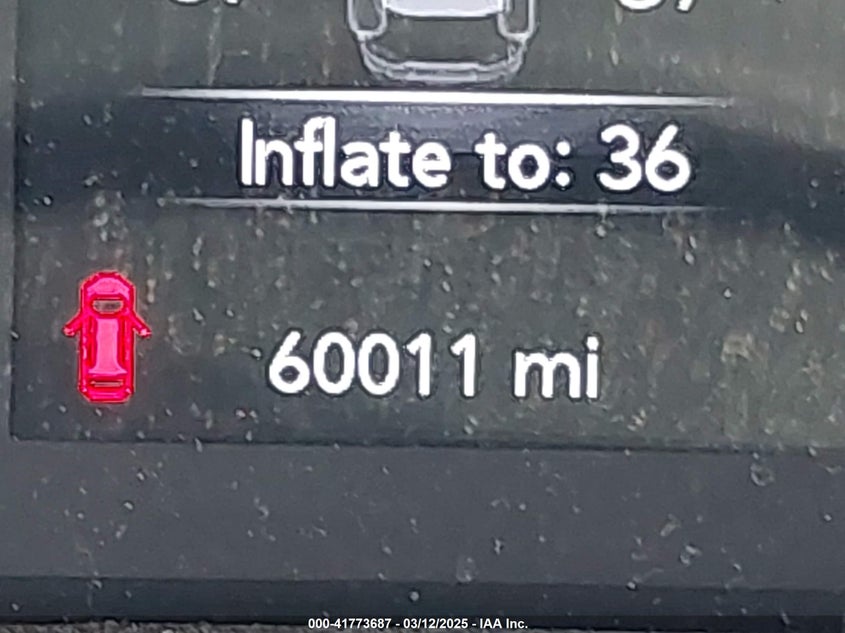 Inflate to: 36
60011 mi
000-41773687 - 03/12/2025 - IAA Inc.